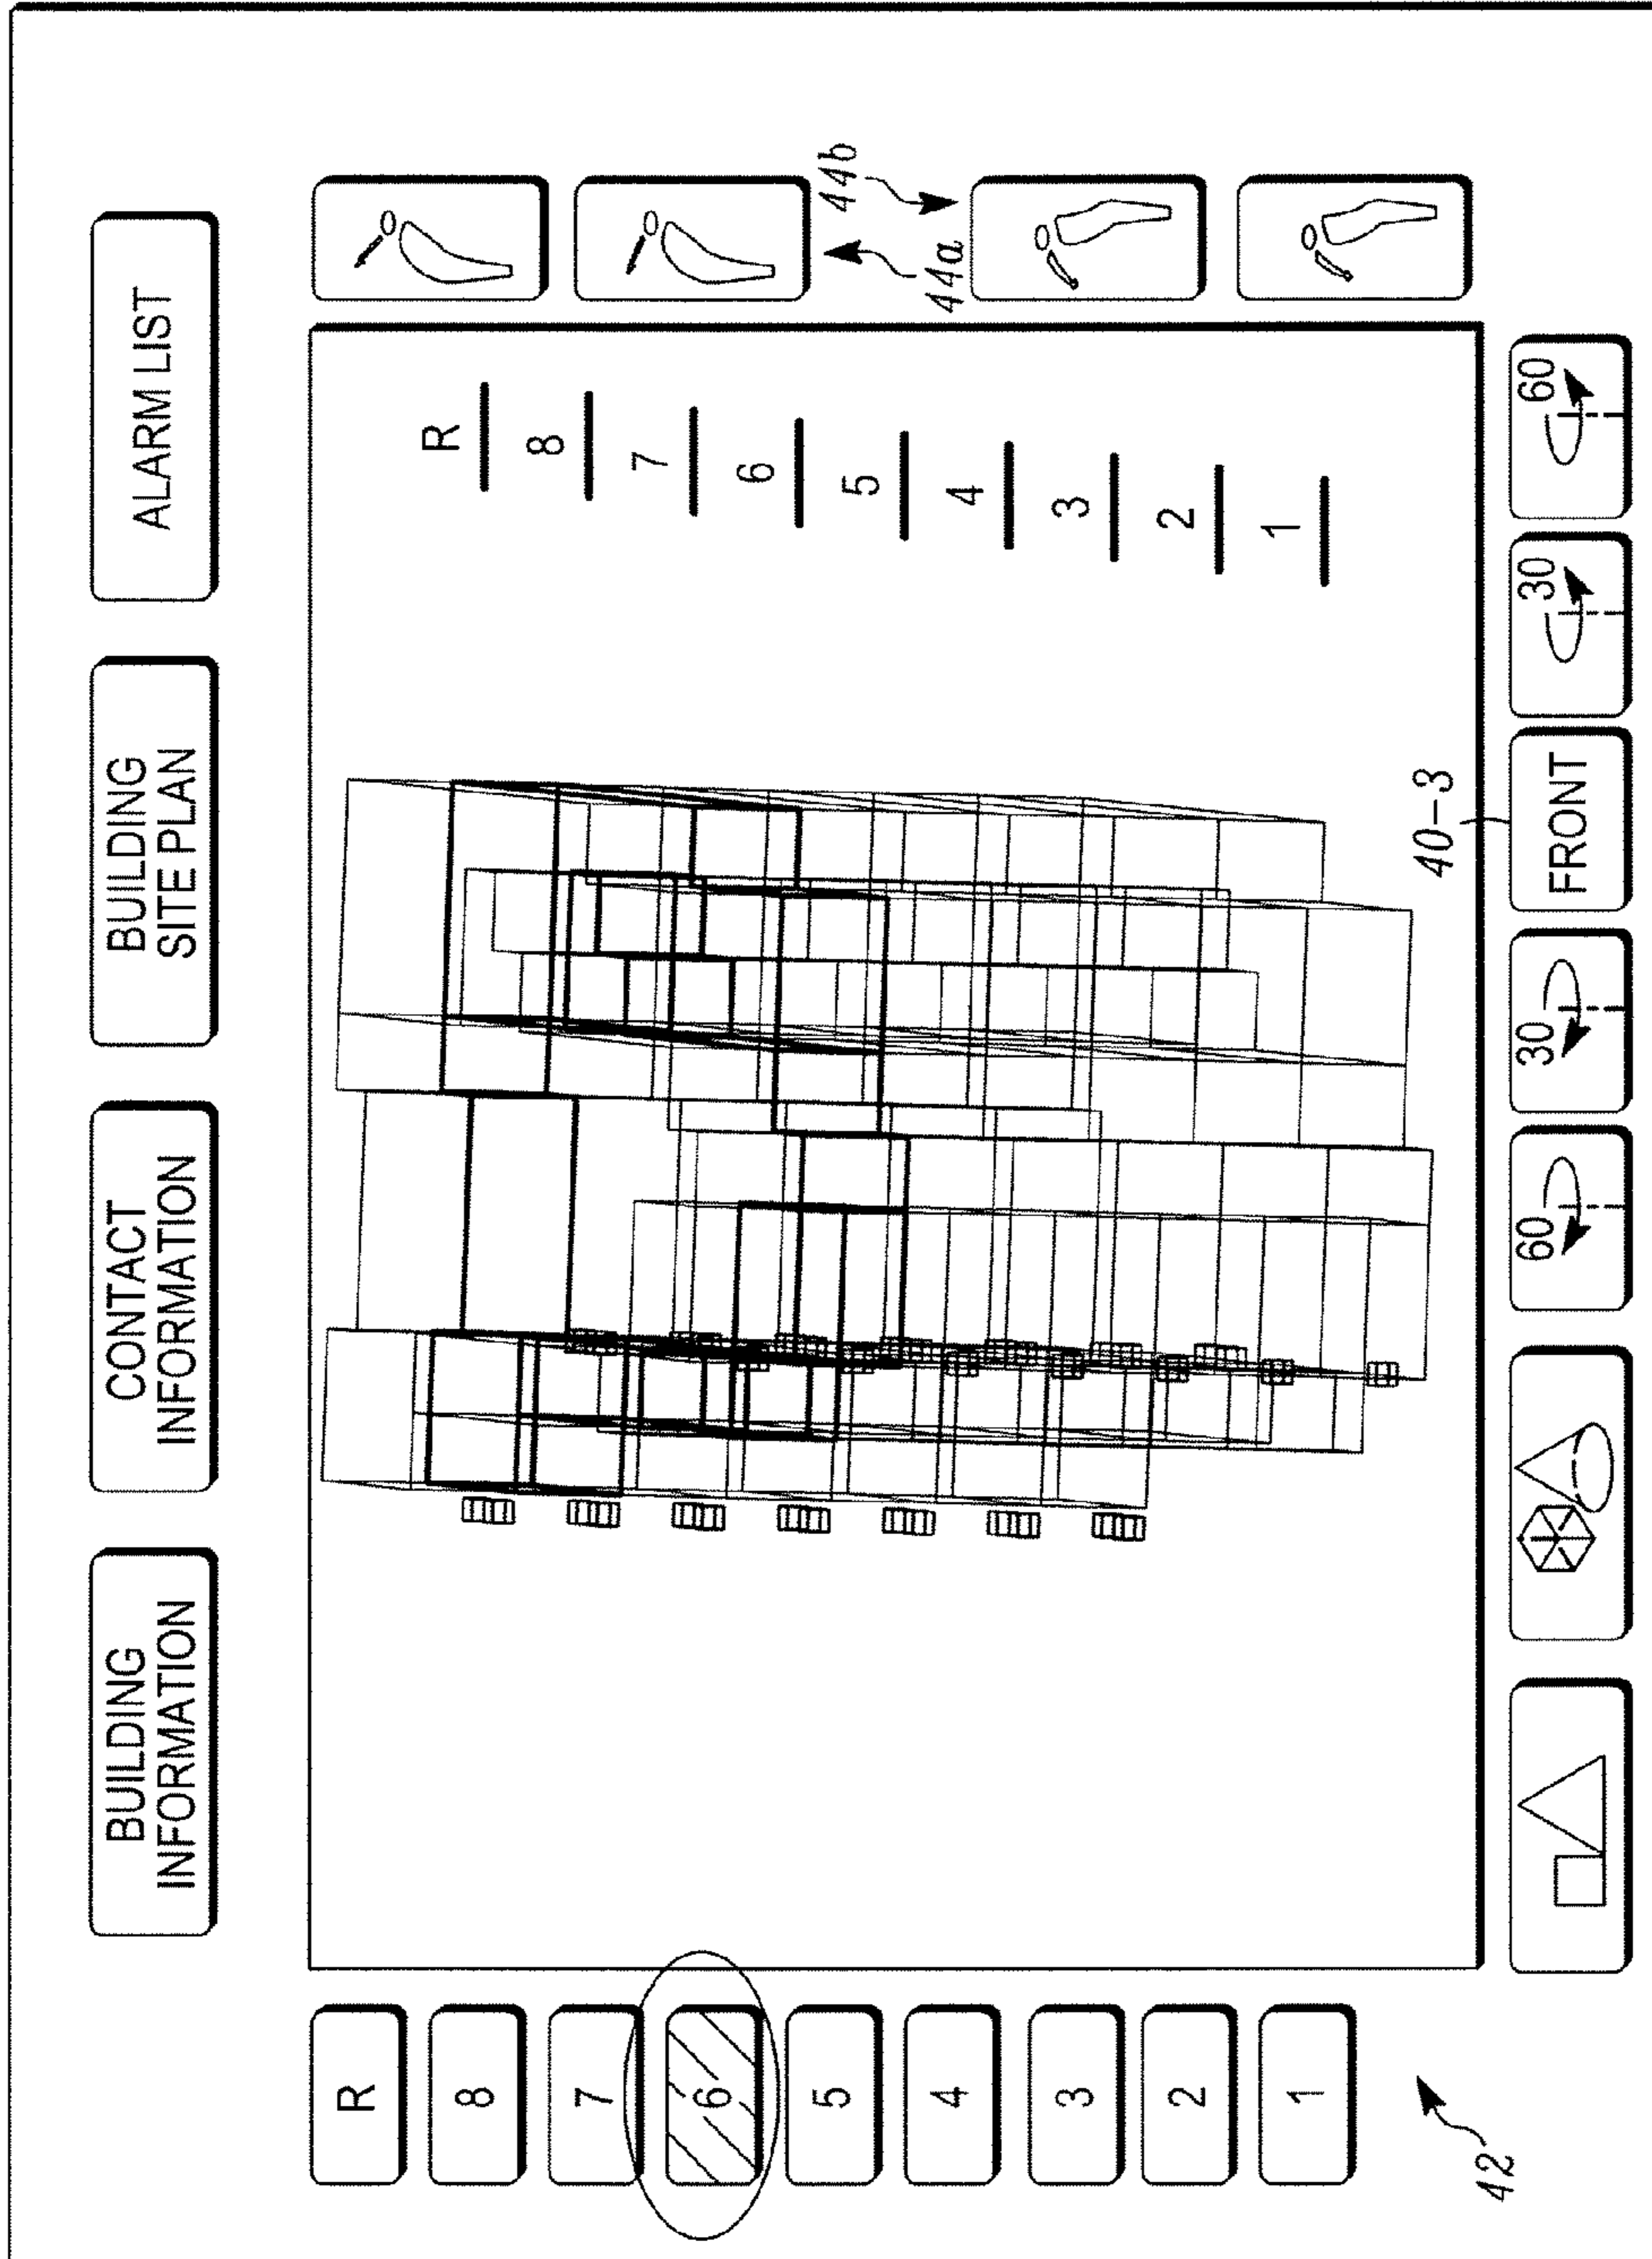 BUILDING
INFORMATION
CONTACT
INFORMATION
BUILDING
SITE PLAN
ALARM LIST
R
8
7
6
5
4
3
2
1
42
R
8
7
6
5
4
3
2
1
44a
44b
40-3
60
30
FRONT
30
60